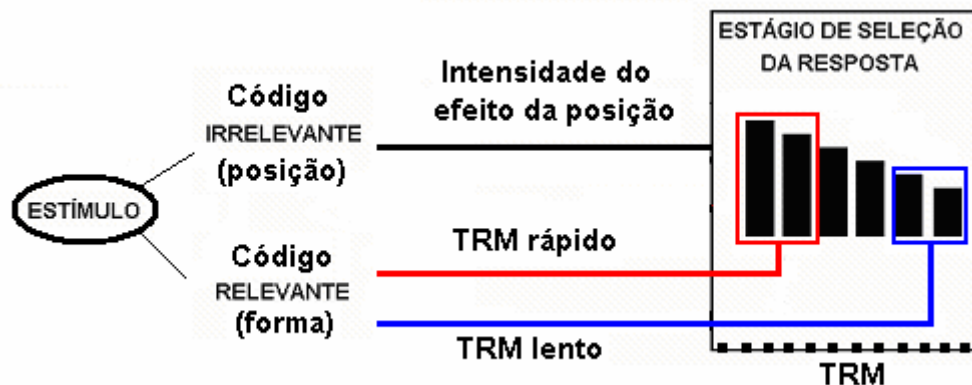 ESTÍMULO
Código
IRRELEVANTE
(posição)
Código
RELEVANTE
(forma)
Intensidade do
efeito da posição
TRM rápido
TRM lento
ESTÁGIO DE SELEÇÃO
DA RESPOSTA
TRM